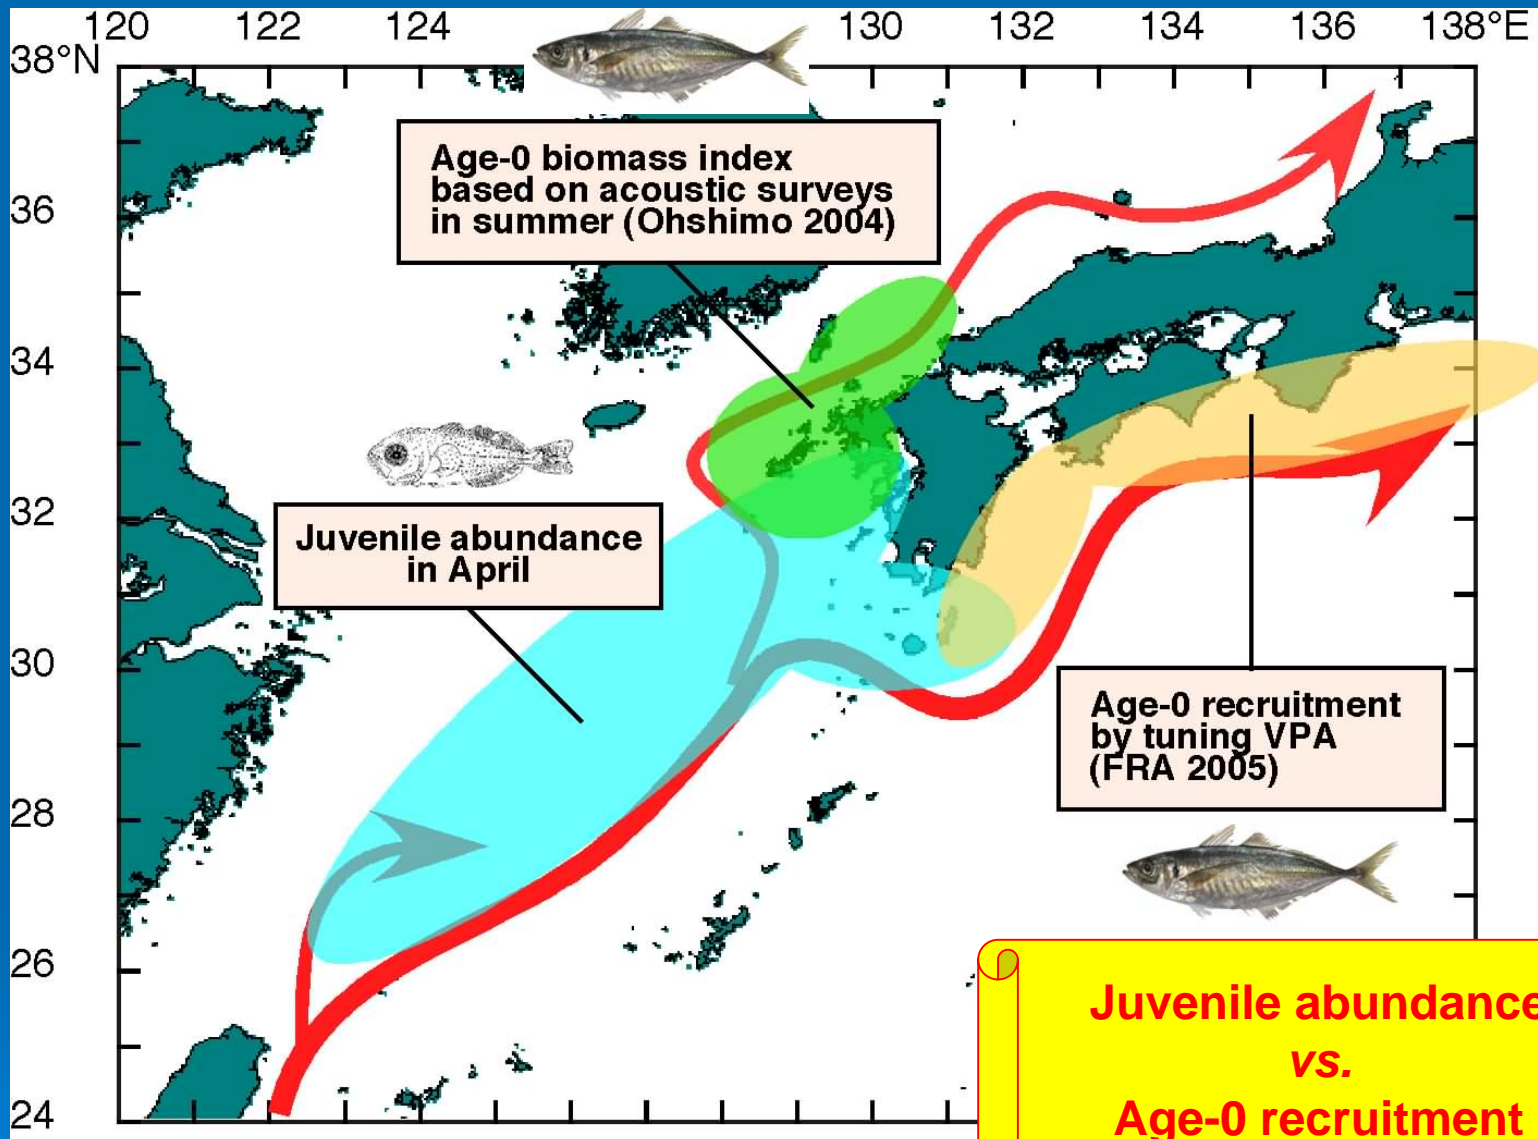 120 122 124 130 132 134 136 138°E
38°N
36
34
32
30
28
26
24
Age-0 biomass index
based on acoustic surveys
in summer (Ohshimo 2004)
Juvenile abundance
in April
Age-0 recruitment
by tuning VPA
(FRA 2005)
Juvenile abundance
vs.
Age-0 recruitment